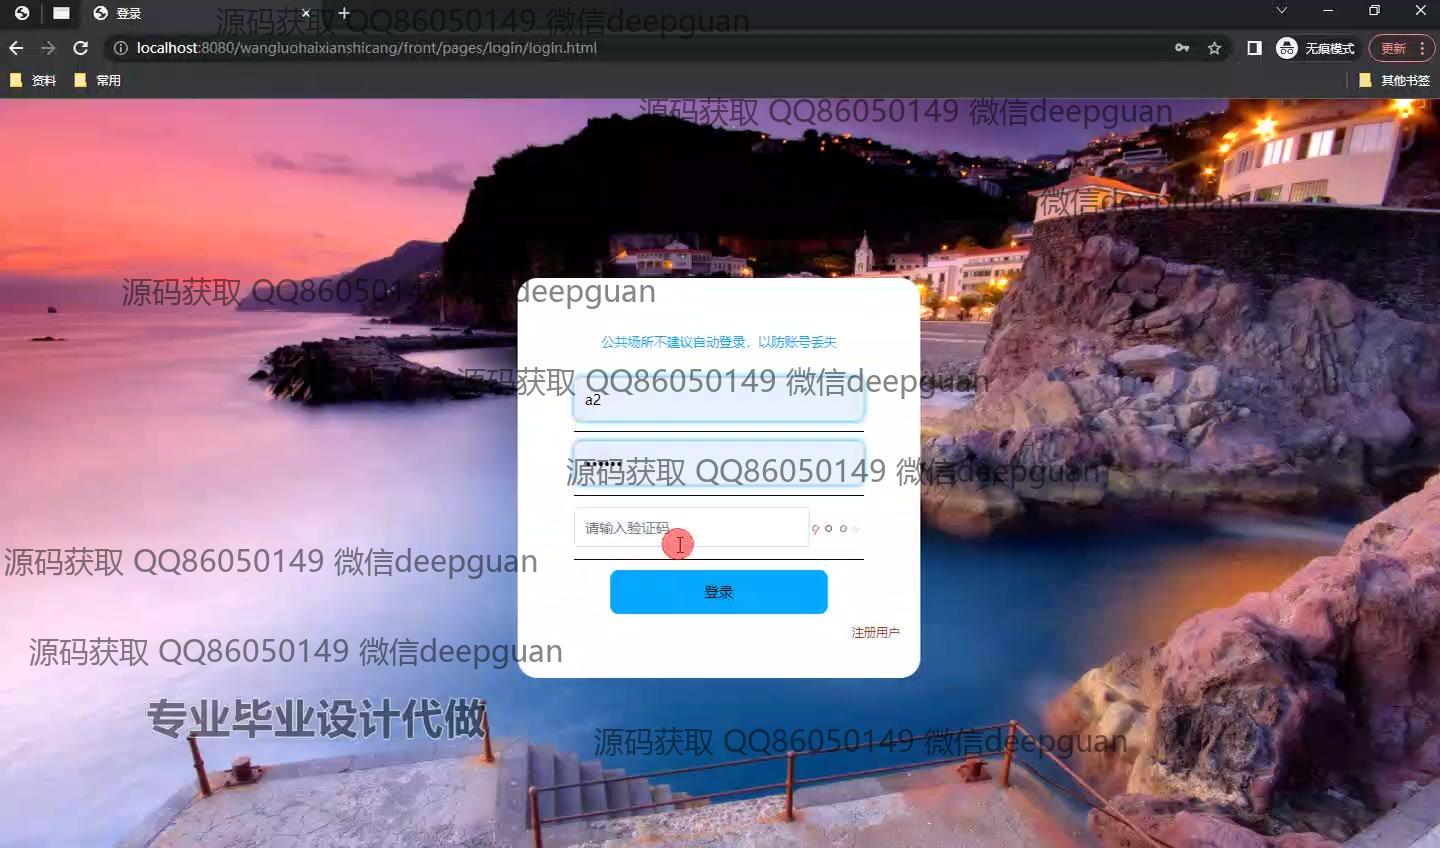 登录
源码获取 QQ86050149 微信deepguan
localhost:8080/wangluohaixianshicang/front/pages/login/login.html
无痕模式
更新
资料
常用
其他书签
源码获取 QQ86050149 微信deepguan
微信deepguan
源码获取 QQ86050149 微信deepguan
公共场所不建议自动登录，以防账号丢失
源码获取 QQ86050149 微信deepguan
a2
源码获取 QQ86050149 微信deepguan
请输入验证码
源码获取 QQ86050149 微信deepguan
登录
注册用户
源码获取 QQ86050149 微信deepguan
专业毕业设计代做
源码获取 QQ86050149 微信deepguan